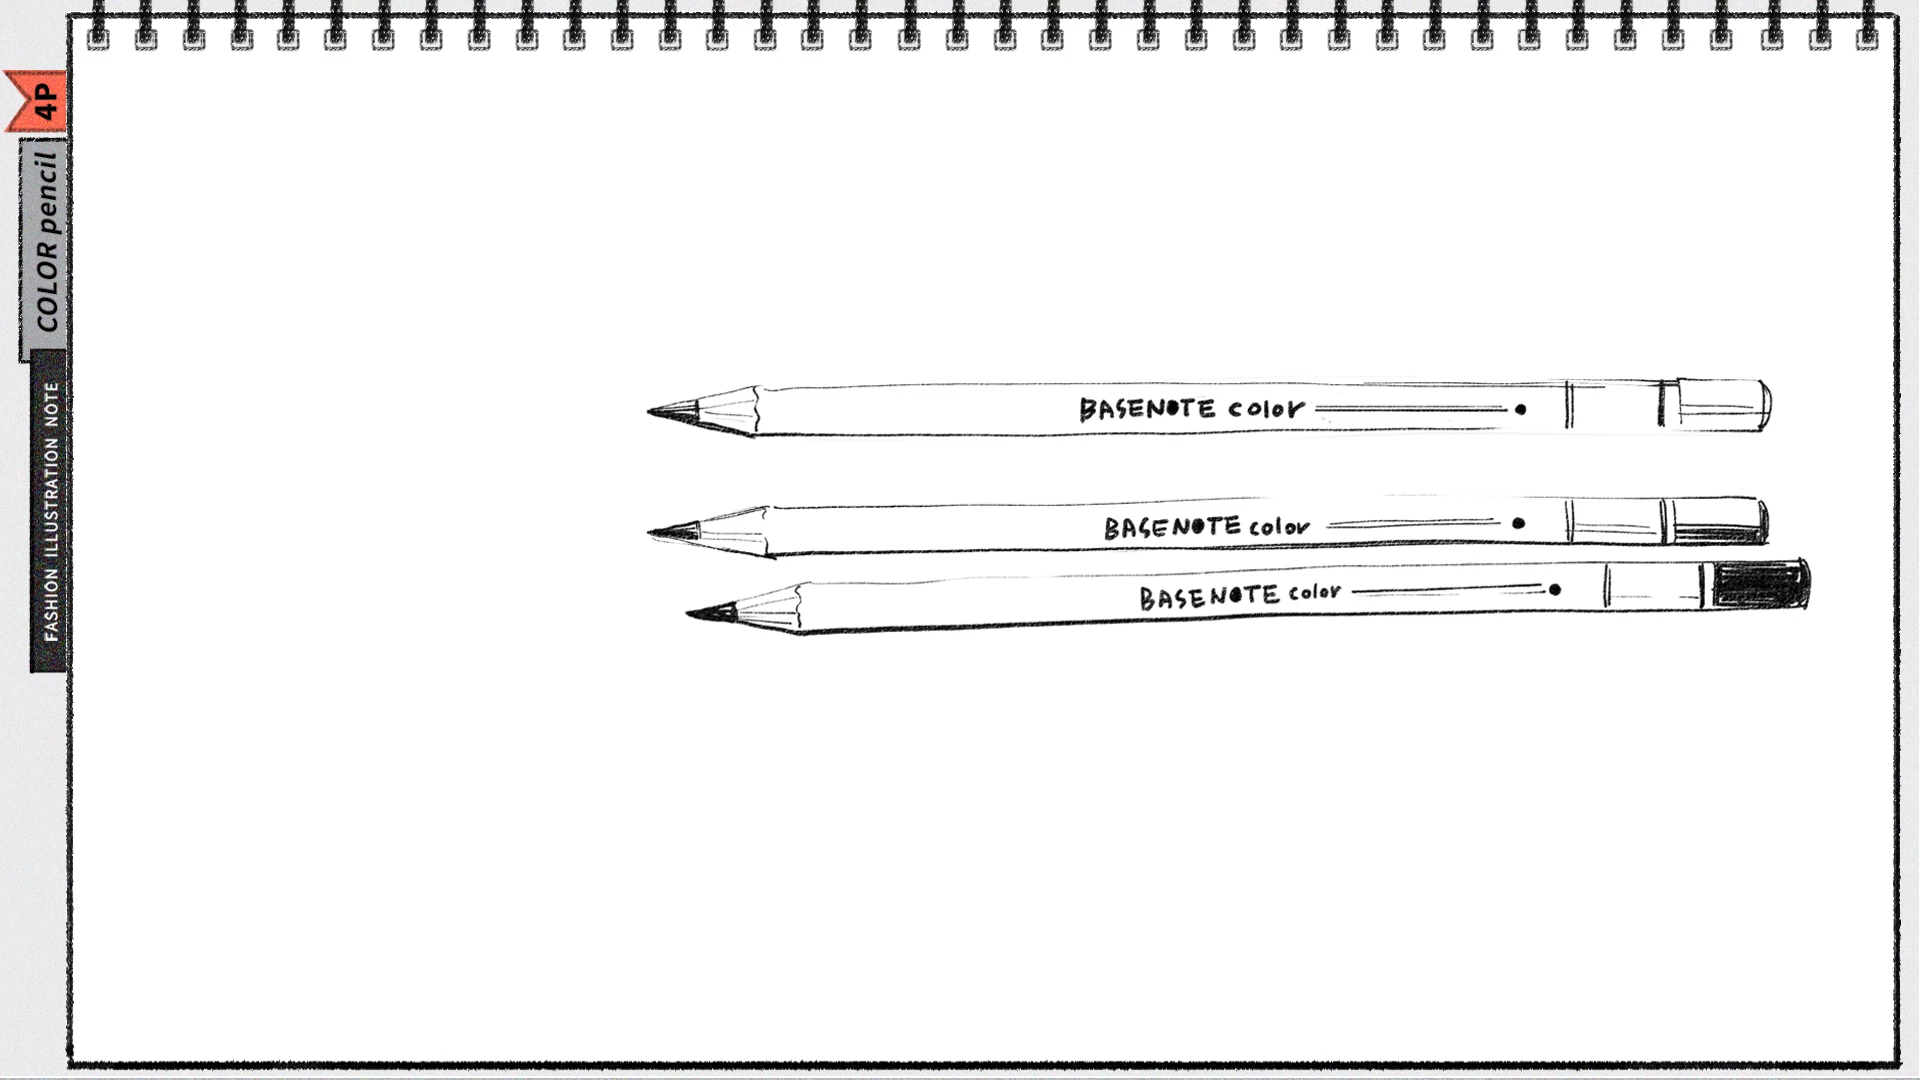 4P
COLOR pencil
FASHION ILLUSTRATION NOTE
BASENOTE color
BASENOTE color
BASENOTE color